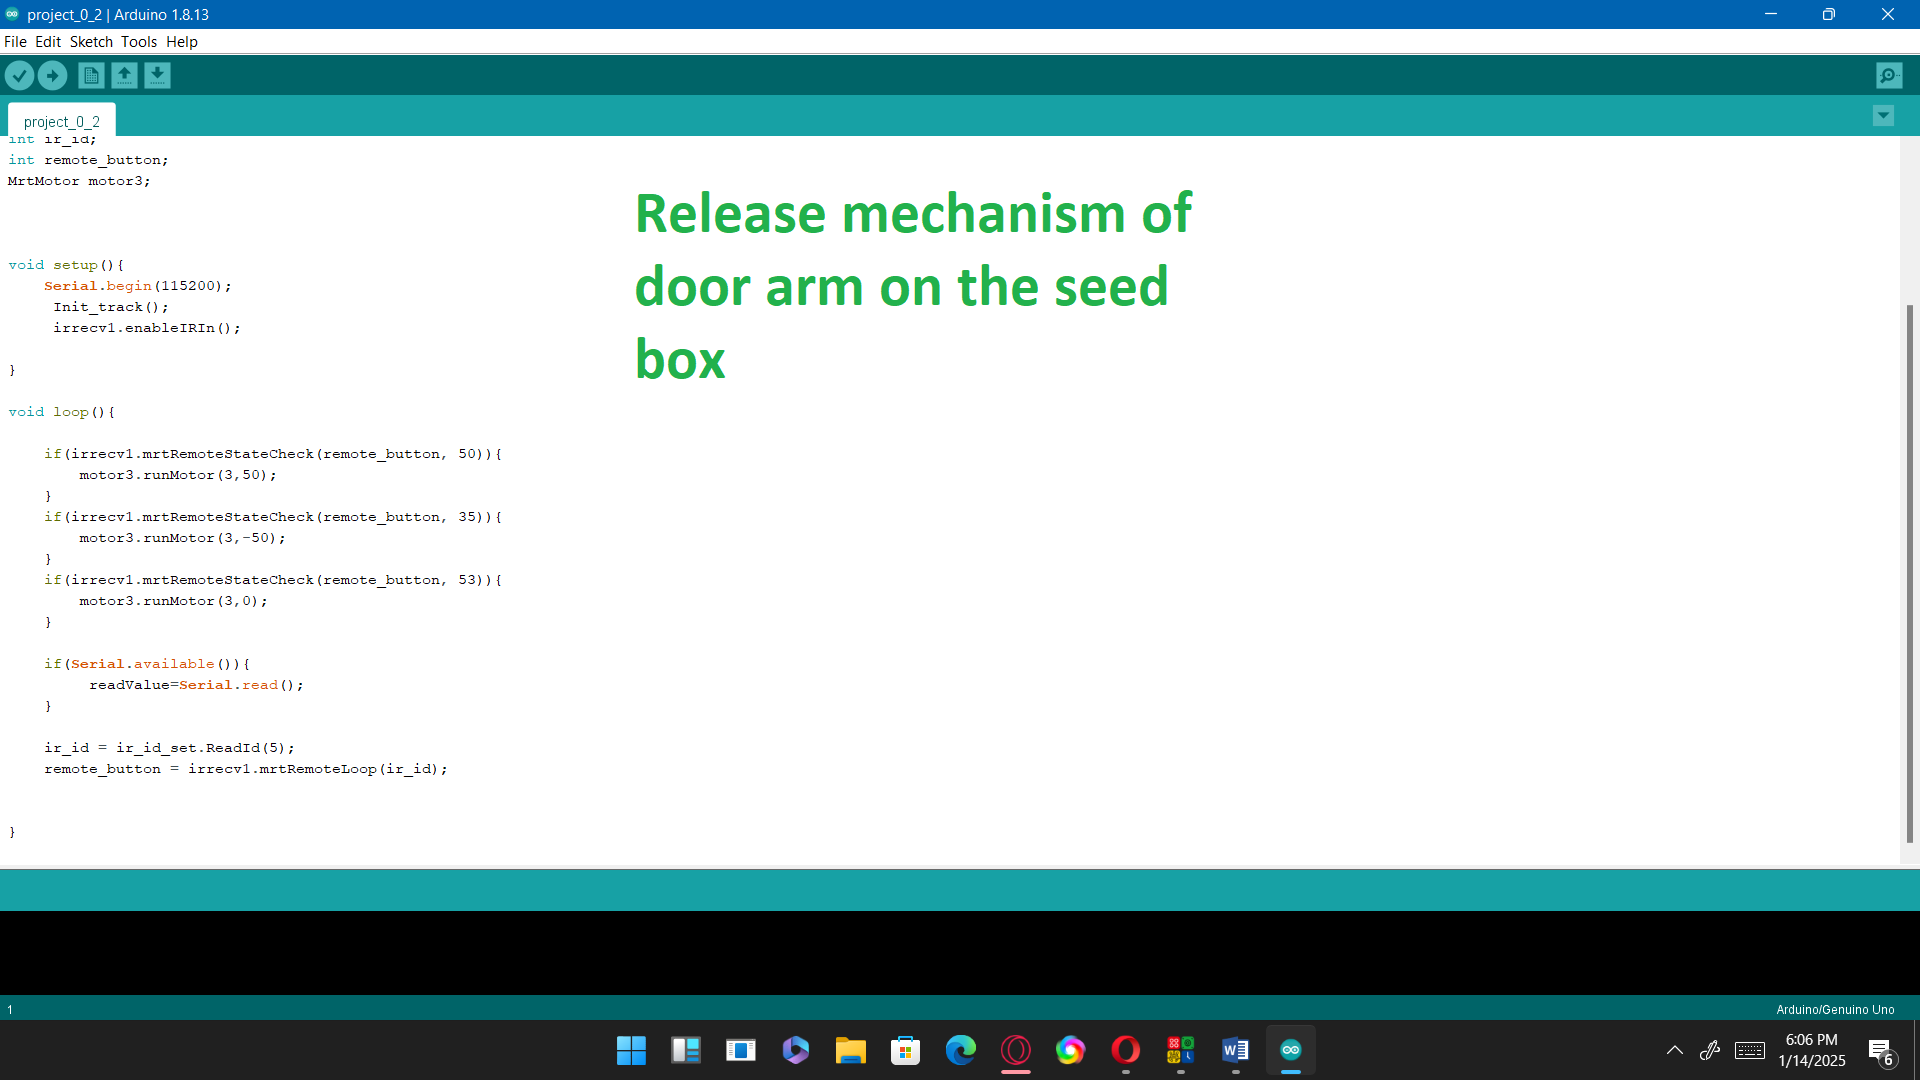 project_0_2 | Arduino 1.8.13
File Edit Sketch Tools Help
project_0_2
int ir_id;
int remote_button;
MrtMotor motor3;
void setup(){
Serial.begin(115200);
Init_track();
irrecv1.enableIRIn();
}
void loop(){
if(irrecv1.mrtRemoteStateCheck(remote_button, 50)){
motor3.runMotor(3,50);
}
if(irrecv1.mrtRemoteStateCheck(remote_button, 35)){
motor3.runMotor(3,-50);
}
if(irrecv1.mrtRemoteStateCheck(remote_button, 53)){
motor3.runMotor(3,0);
}
if(Serial.available()){
readValue=Serial.read();
}
ir_id = ir_id_set.ReadId(5);
remote_button = irrecv1.mrtRemoteLoop(ir_id);
}
Release mechanism of
door arm on the seed
box
1
Arduino/Genuino Uno
6:06 PM
1/14/2025
6